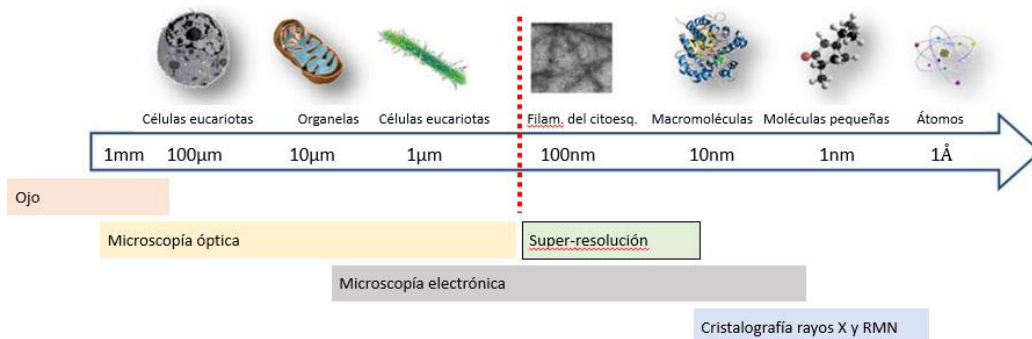 Células eucariotas Organelas Células eucariotas Filam. del citoesq. Macromoléculas Moléculas pequeñas Átomos
1mm 100µm 10µm 1µm 100nm 10nm 1nm 1Å
Ojo
Microscopía óptica Super-resolución
Microscopía electrónica
Cristalografía rayos X y RMN